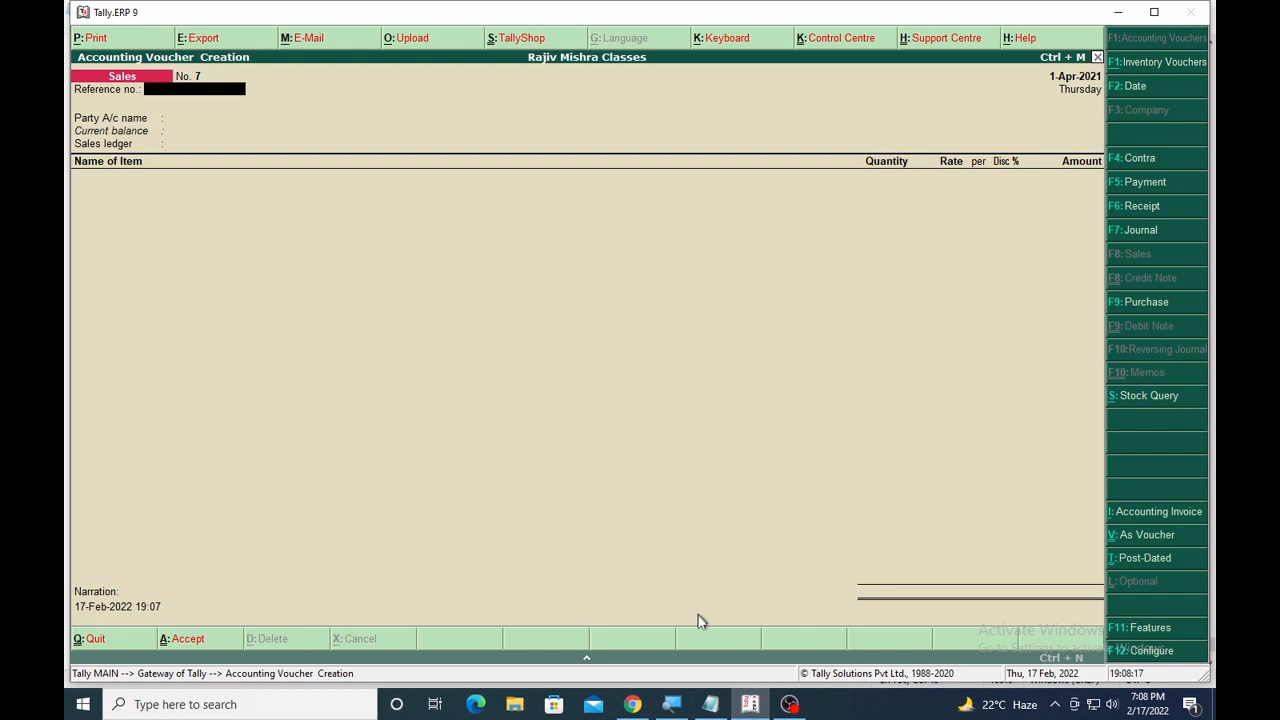 Tally.ERP 9
P: Print E: Export M: E-Mail O: Upload S: TallyShop G: Language K: Keyboard K: Control Centre H: Support Centre H: Help
F1: Accounting Vouchers
Accounting Voucher Creation Rajiv Mishra Classes Ctrl + M
F1: Inventory Vouchers
Sales No. 7 1-Apr-2021
Reference no.: Thursday
F2: Date
F3: Company
Party A/c name :
Current balance :
Sales ledger :
Name of Item Quantity Rate per Disc % Amount
F4: Contra
F5: Payment
F6: Receipt
F7: Journal
F8: Sales
F8: Credit Note
F9: Purchase
F9: Debit Note
F10: Reversing Journal
F10: Memos
S: Stock Query
I: Accounting Invoice
V: As Voucher
T: Post-Dated
L: Optional
F11: Features
F12: Configure
Narration:
17-Feb-2022 19:07
Activate Windows
Go to Settings to activate
Q: Quit A: Accept D: Delete X: Cancel
Ctrl + N
Tally MAIN --> Gateway of Tally --> Accounting Voucher Creation © Tally Solutions Pvt Ltd., 1988-2020 Thu, 17 Feb, 2022 19:08:17
Type here to search 22°C Haze 7:08 PM
2/17/2022
1